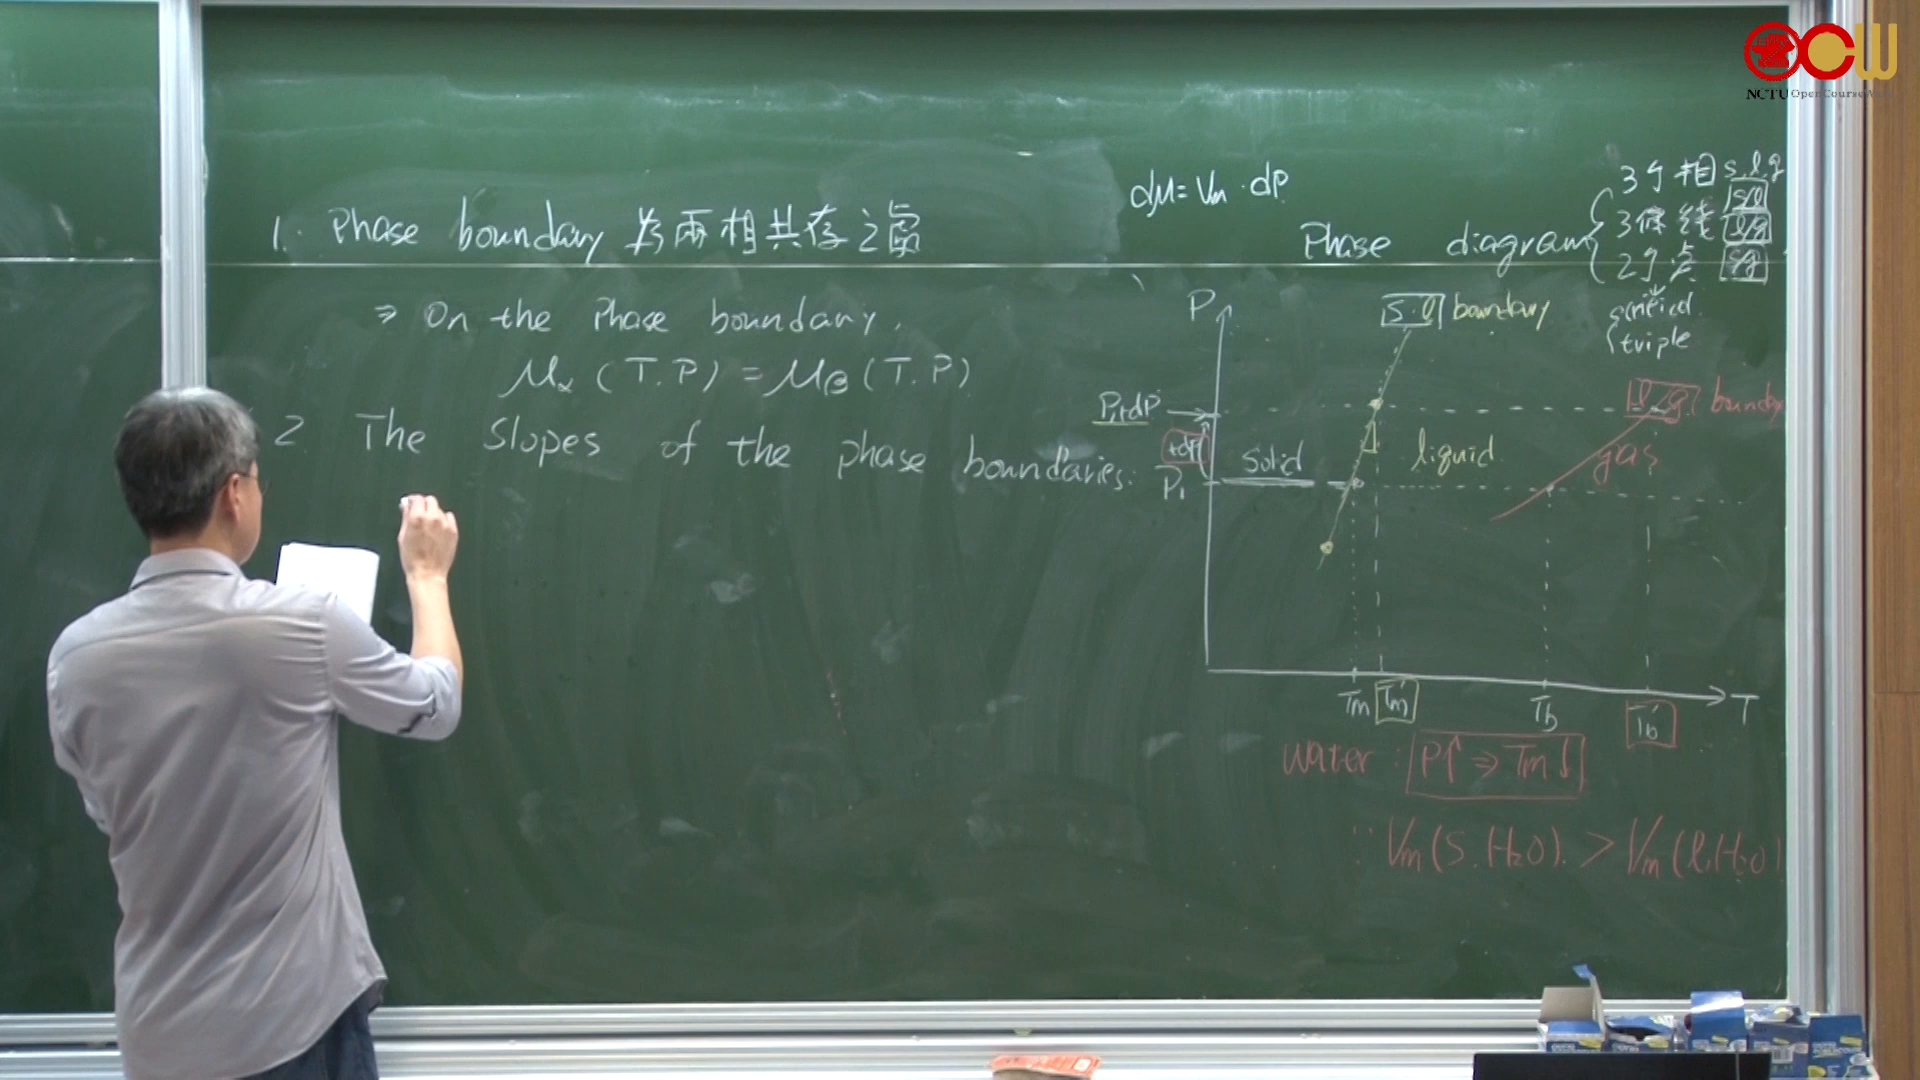 1. Phase boundary 為兩相共存之處
⇒ On the Phase boundary,
μα (T.P) = μβ (T.P)
2. The Slopes of the phase boundaries:
dμ = Vm · dP
Phase diagram
3个相 s.l.g
3條线 s/l l/g s/g
2个点
critical
triple
P
s.l boundary
l/g
P1+dP
+dP
P1
Solid
liquid
gas
Tm
Tm'
Tb
Tb'
T
Water : P↑ ⇒ Tm↓
∵ Vm (S. H2O) > Vm (l. H2O)
NCTU OpenCourseWare
OCW